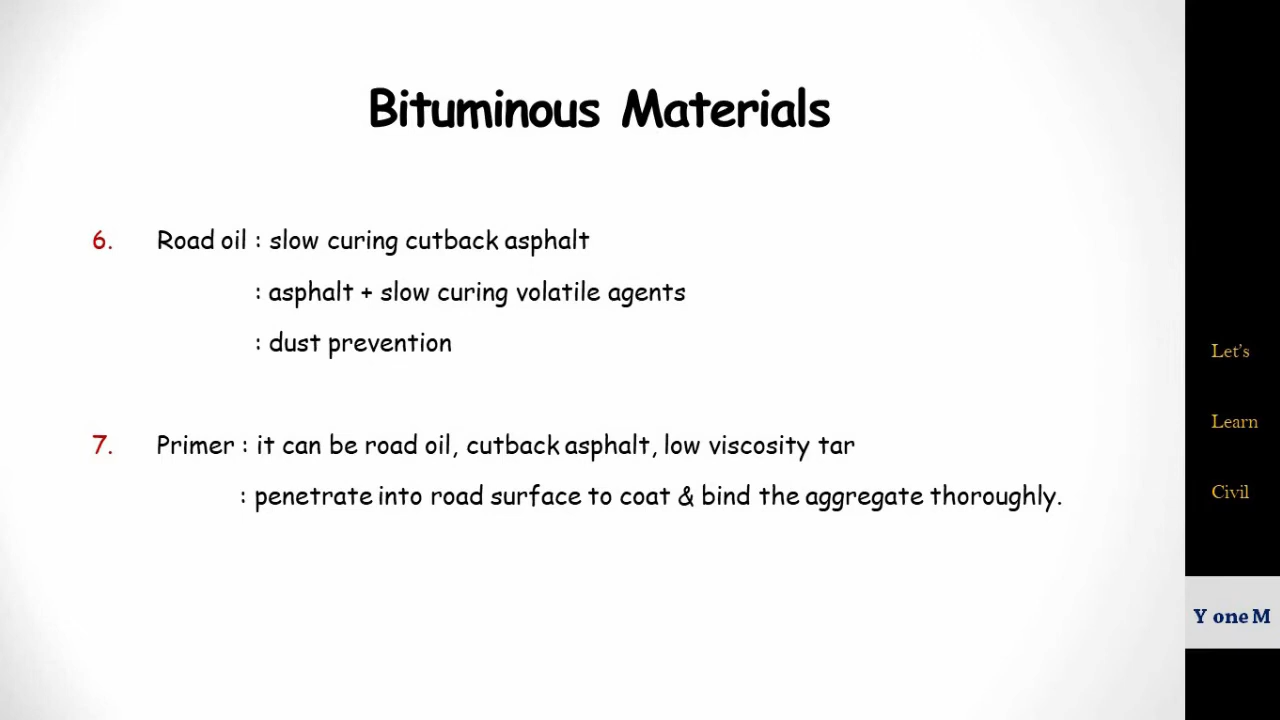 Bituminous Materials
6. Road oil : slow curing cutback asphalt
: asphalt + slow curing volatile agents
: dust prevention
7. Primer : it can be road oil, cutback asphalt, low viscosity tar
: penetrate into road surface to coat & bind the aggregate thoroughly.
Let's
Learn
Civil
Y one M